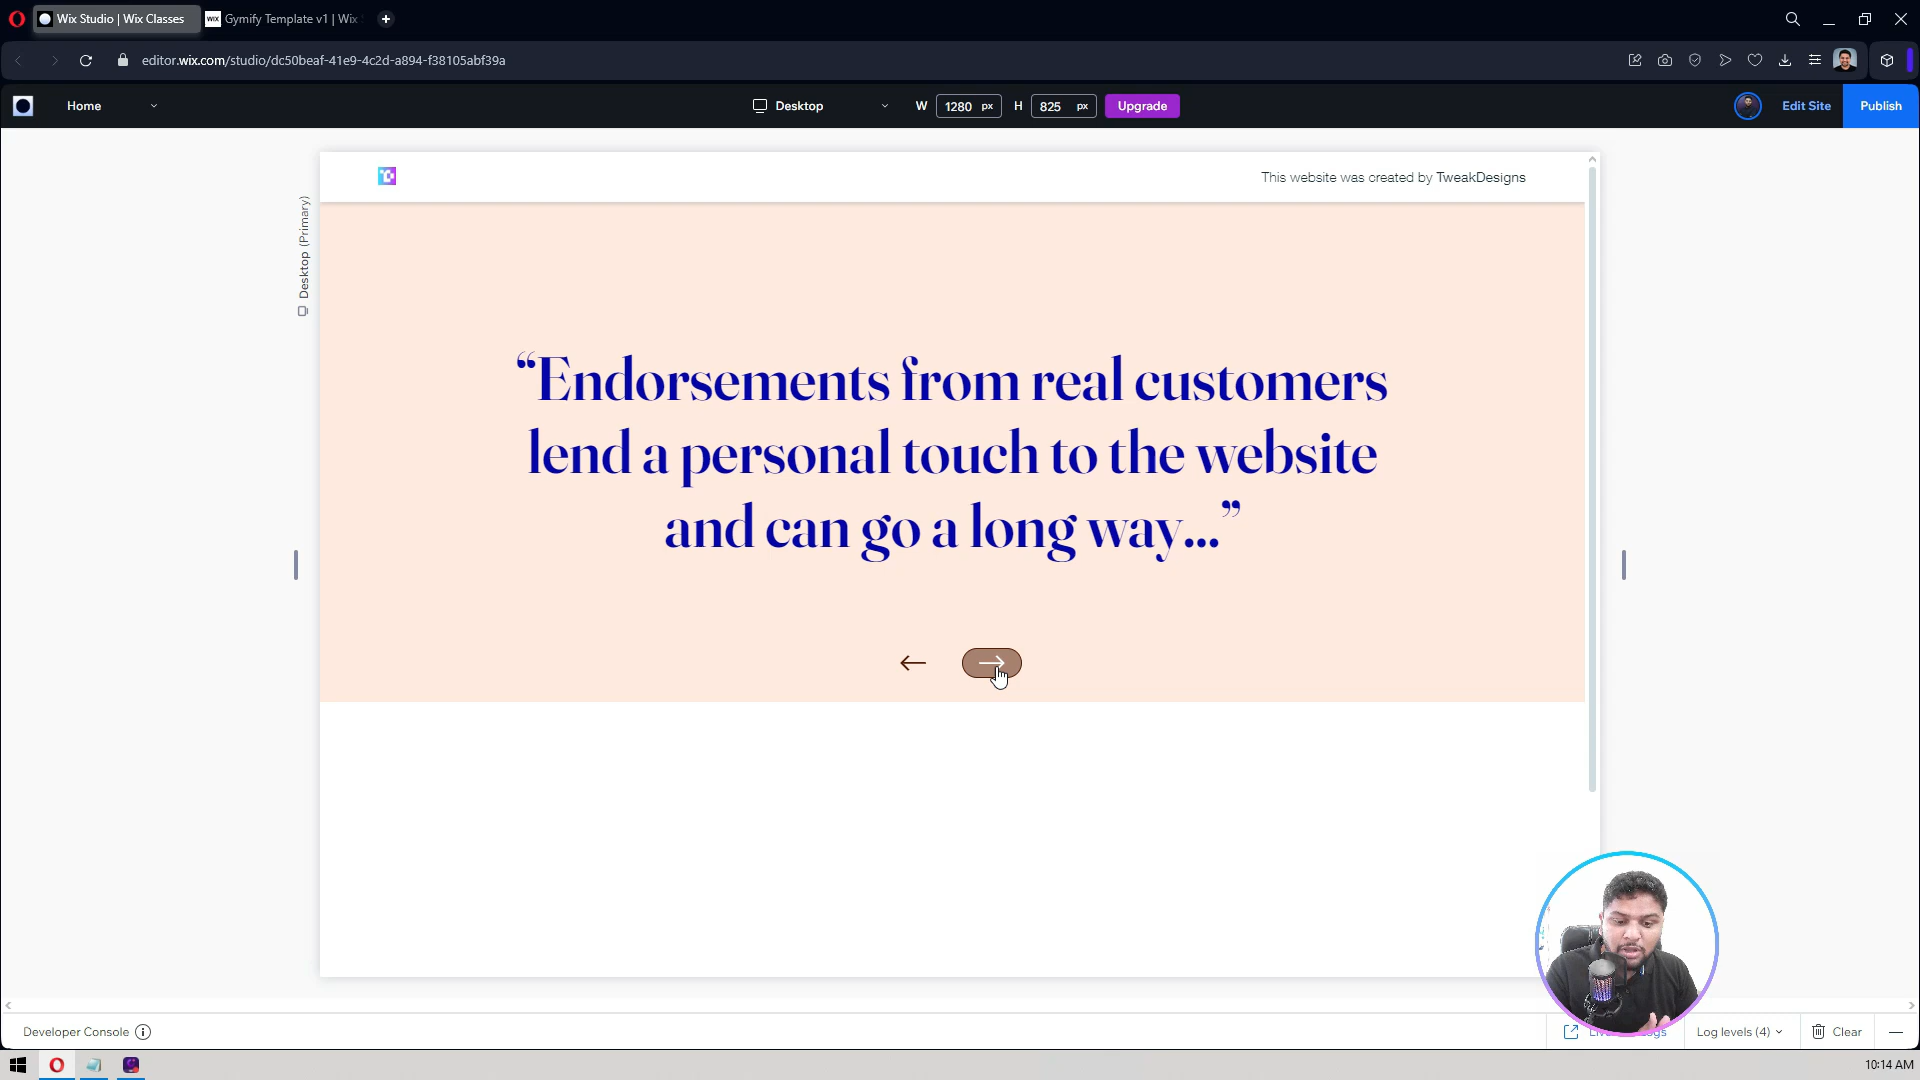 Wix Studio | Wix Classes
WIX Gymify Template v1 | Wix
editor.wix.com/studio/dc50beaf-41e9-4c2d-a894-f38105abf39a
Home
Desktop
W 1280 px
H 825 px
Upgrade
Edit Site
Publish
This website was created by TweakDesigns
Desktop (Primary)
“Endorsements from real customers
lend a personal touch to the website
and can go a long way...”
Developer Console
Log levels (4)
Clear
10:14 AM